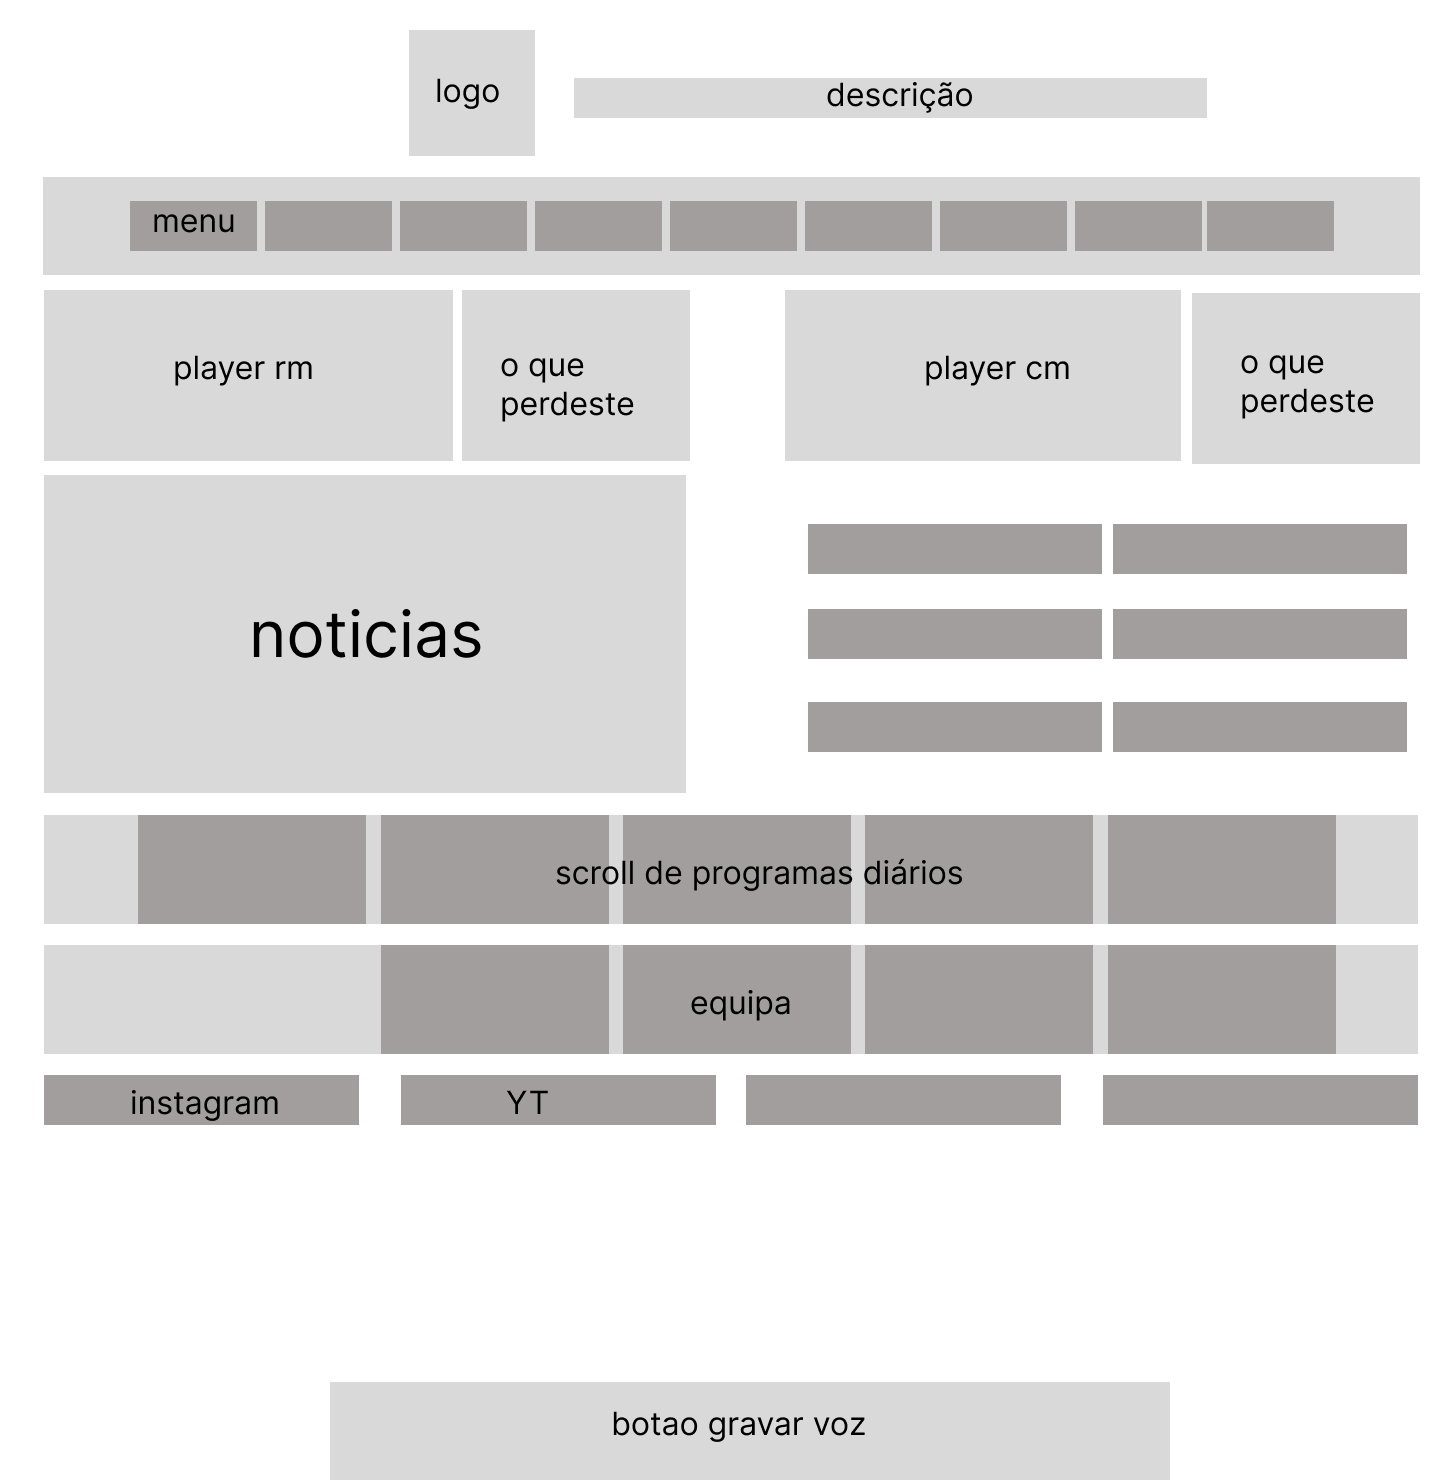 logo
descrição
menu
player rm
o que
perdeste
player cm
o que
perdeste
noticias
scroll de programas diários
equipa
instagram
YT
botao gravar voz